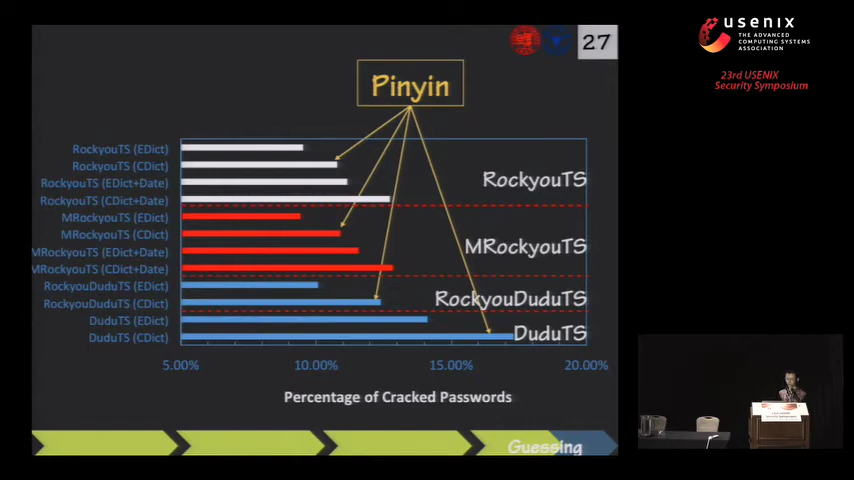 usenix
THE ADVANCED
COMPUTING SYSTEMS
ASSOCIATION
23rd USENIX
Security Symposium
27
Pinyin
RockyouTS (EDict)
RockyouTS (CDict)
RockyouTS (EDict+Date)
RockyouTS (CDict+Date)
MRockyouTS (EDict)
MRockyouTS (CDict)
MRockyouTS (EDict+Date)
MRockyouTS (CDict+Date)
RockyouDuduTS (EDict)
RockyouDuduTS (CDict)
DuduTS (EDict)
DuduTS (CDict)
RockyouTS
MRockyouTS
RockyouDuduTS
DuduTS
5.00% 10.00% 15.00% 20.00%
Percentage of Cracked Passwords
Guessing